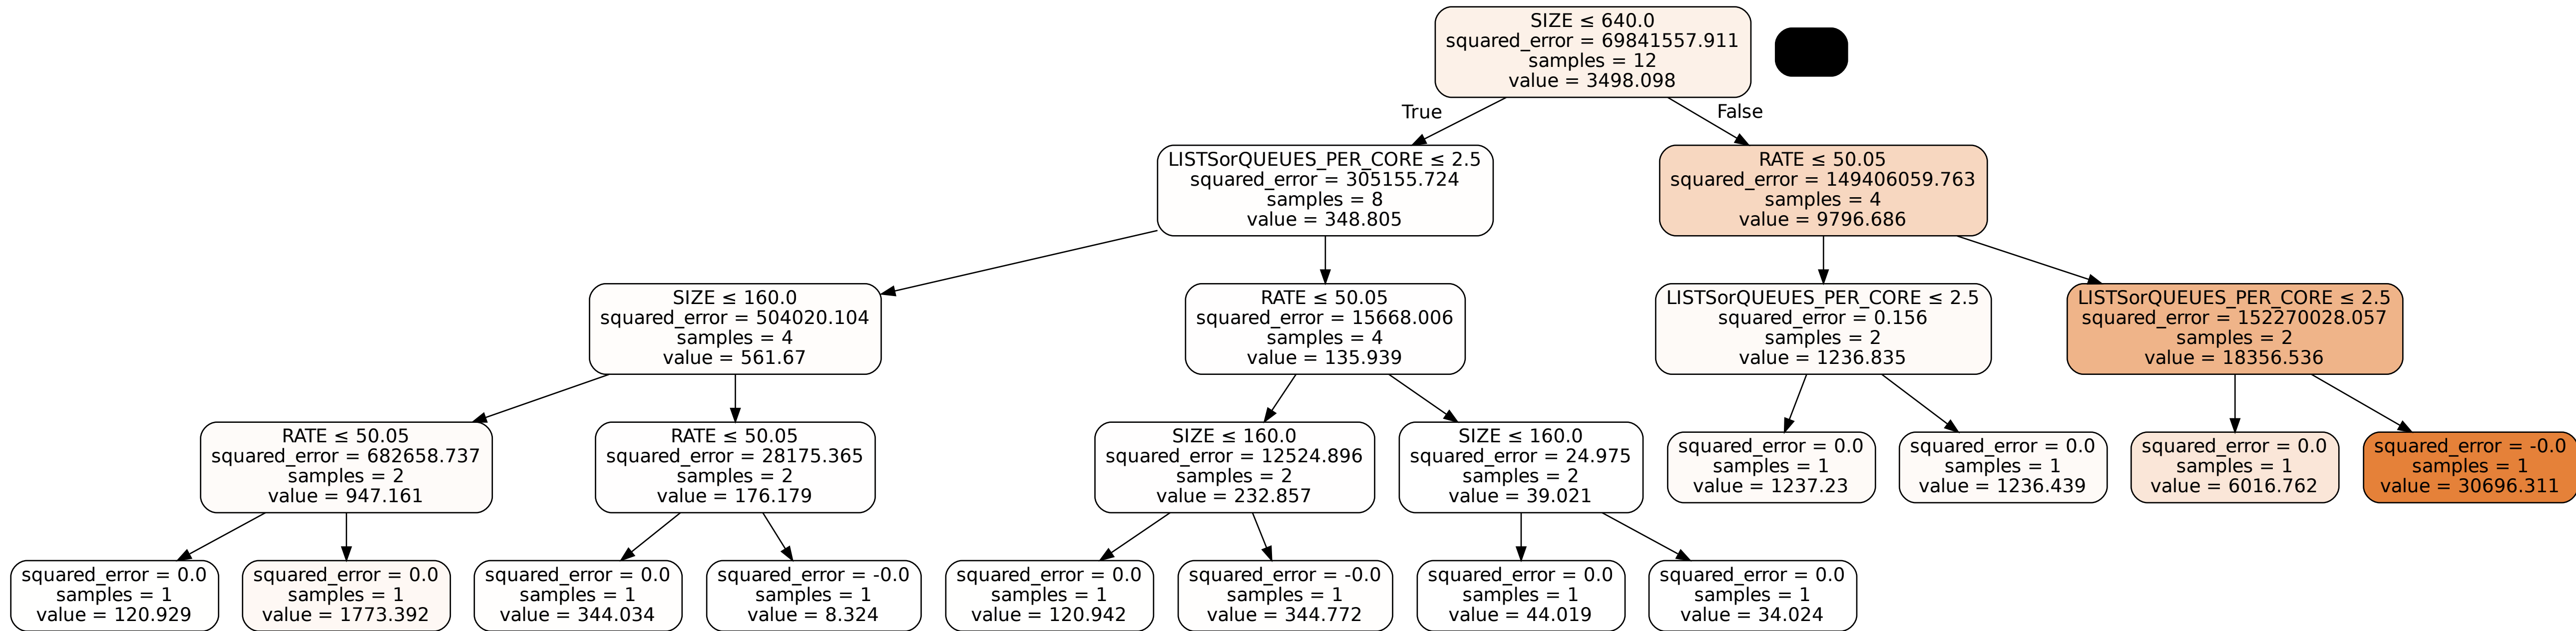 SIZE ≤ 640.0
squared_error = 69841557.911
samples = 12
value = 3498.098
True
False
LISTSorQUEUES_PER_CORE ≤ 2.5
squared_error = 305155.724
samples = 8
value = 348.805
RATE ≤ 50.05
squared_error = 149406059.763
samples = 4
value = 9796.686
SIZE ≤ 160.0
squared_error = 504020.104
samples = 4
value = 561.67
RATE ≤ 50.05
squared_error = 15668.006
samples = 4
value = 135.939
LISTSorQUEUES_PER_CORE ≤ 2.5
squared_error = 0.156
samples = 2
value = 1236.835
LISTSorQUEUES_PER_CORE ≤ 2.5
squared_error = 152270028.057
samples = 2
value = 18356.536
RATE ≤ 50.05
squared_error = 682658.737
samples = 2
value = 947.161
RATE ≤ 50.05
squared_error = 28175.365
samples = 2
value = 176.179
SIZE ≤ 160.0
squared_error = 12524.896
samples = 2
value = 232.857
SIZE ≤ 160.0
squared_error = 24.975
samples = 2
value = 39.021
squared_error = 0.0
samples = 1
value = 1237.23
squared_error = 0.0
samples = 1
value = 1236.439
squared_error = 0.0
samples = 1
value = 6016.762
squared_error = -0.0
samples = 1
value = 30696.311
squared_error = 0.0
samples = 1
value = 120.929
squared_error = 0.0
samples = 1
value = 1773.392
squared_error = 0.0
samples = 1
value = 344.034
squared_error = -0.0
samples = 1
value = 8.324
squared_error = 0.0
samples = 1
value = 120.942
squared_error = -0.0
samples = 1
value = 344.772
squared_error = 0.0
samples = 1
value = 44.019
squared_error = 0.0
samples = 1
value = 34.024